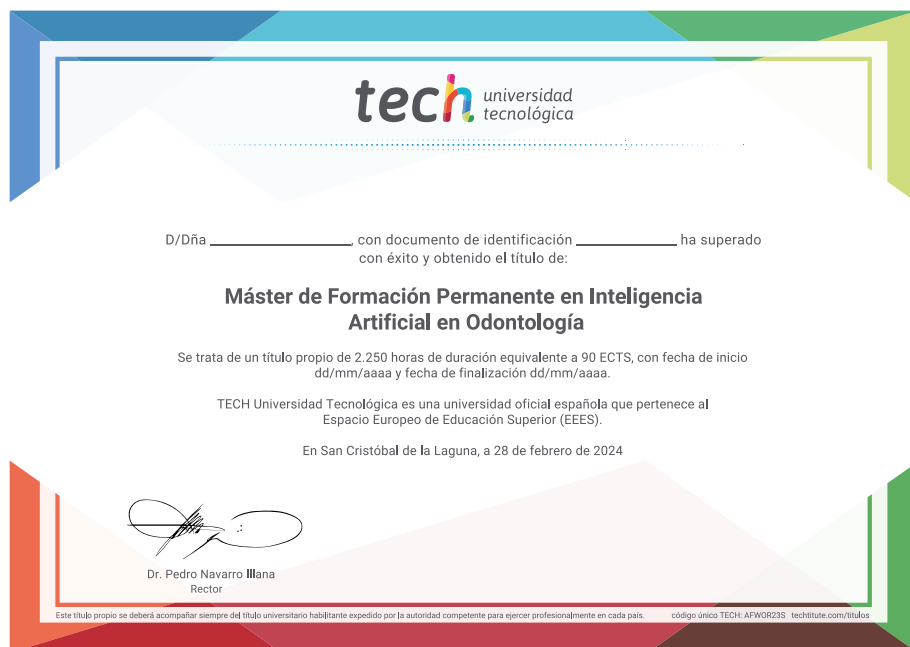 tech universidad
tecnológica
D/Dña ____________________, con documento de identificación ______________ ha superado
con éxito y obtenido el título de:
Máster de Formación Permanente en Inteligencia
Artificial en Odontología
Se trata de un título propio de 2.250 horas de duración equivalente a 90 ECTS, con fecha de inicio
dd/mm/aaaa y fecha de finalización dd/mm/aaaa.
TECH Universidad Tecnológica es una universidad oficial española que pertenece al
Espacio Europeo de Educación Superior (EEES).
En San Cristóbal de la Laguna, a 28 de febrero de 2024
Dr. Pedro Navarro Illana
Rector
Este título propio se deberá acompañar siempre del título universitario habilitante expedido por la autoridad competente para ejercer profesionalmente en cada país. código único TECH: AFWOR23S techtitute.com/titulos